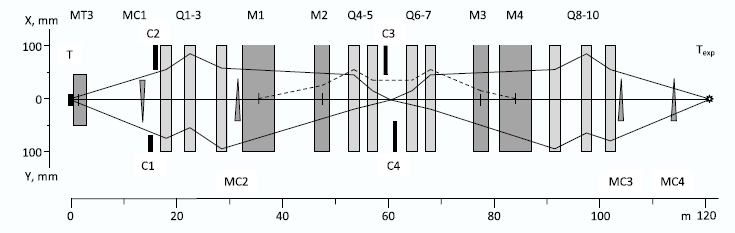 X, mm MT3 MC1 Q1-3 M1 M2 Q4-5 Q6-7 M3 M4 Q8-10
C2 C3
100
T T_exp
0
100
C1 C4
Y, mm MC2 MC3 MC4
0 20 40 60 80 100 m 120